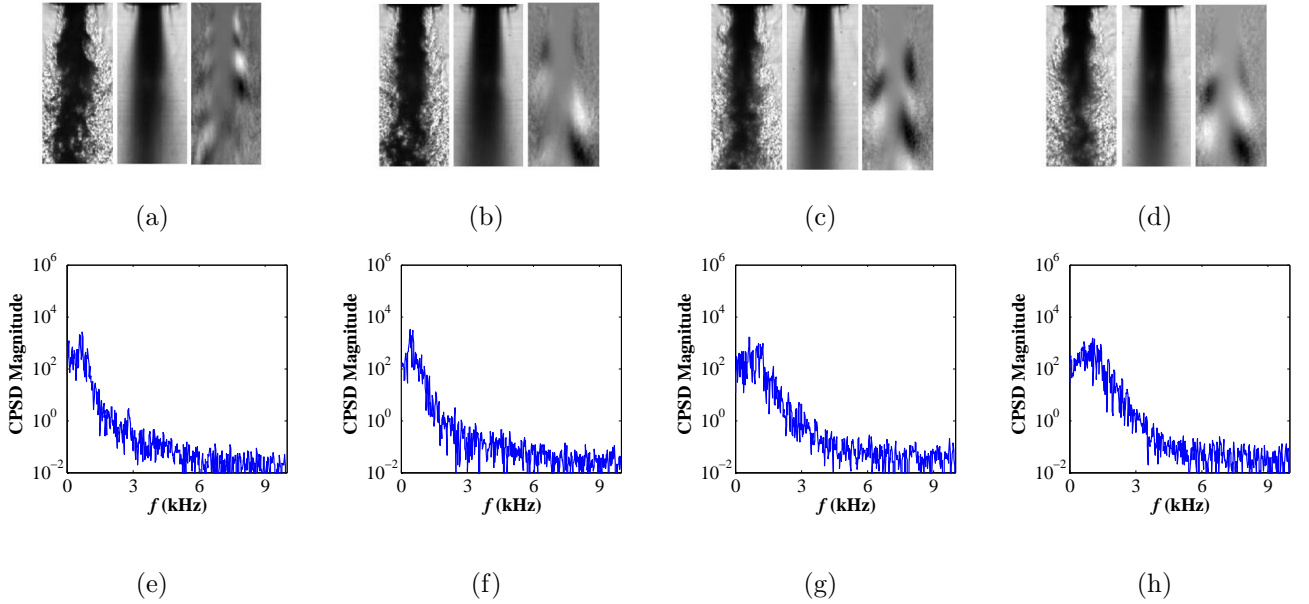 (a) (b) (c) (d)
10^6 10^6 10^6 10^6
10^4 10^4 10^4 10^4
10^2 10^2 10^2 10^2
10^0 10^0 10^0 10^0
10^−2 10^−2 10^−2 10^−2
CPSD Magnitude CPSD Magnitude CPSD Magnitude CPSD Magnitude
0 3 6 9 0 3 6 9 0 3 6 9 0 3 6 9
f (kHz) f (kHz) f (kHz) f (kHz)
(e) (f) (g) (h)